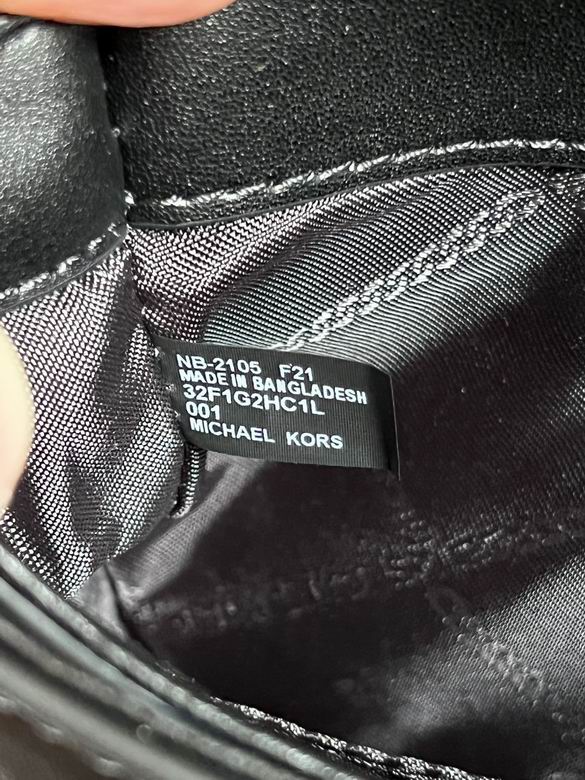 NB-2105 F21
MADE IN BANGLADESH
32F1G2HC1L
001
MICHAEL KORS